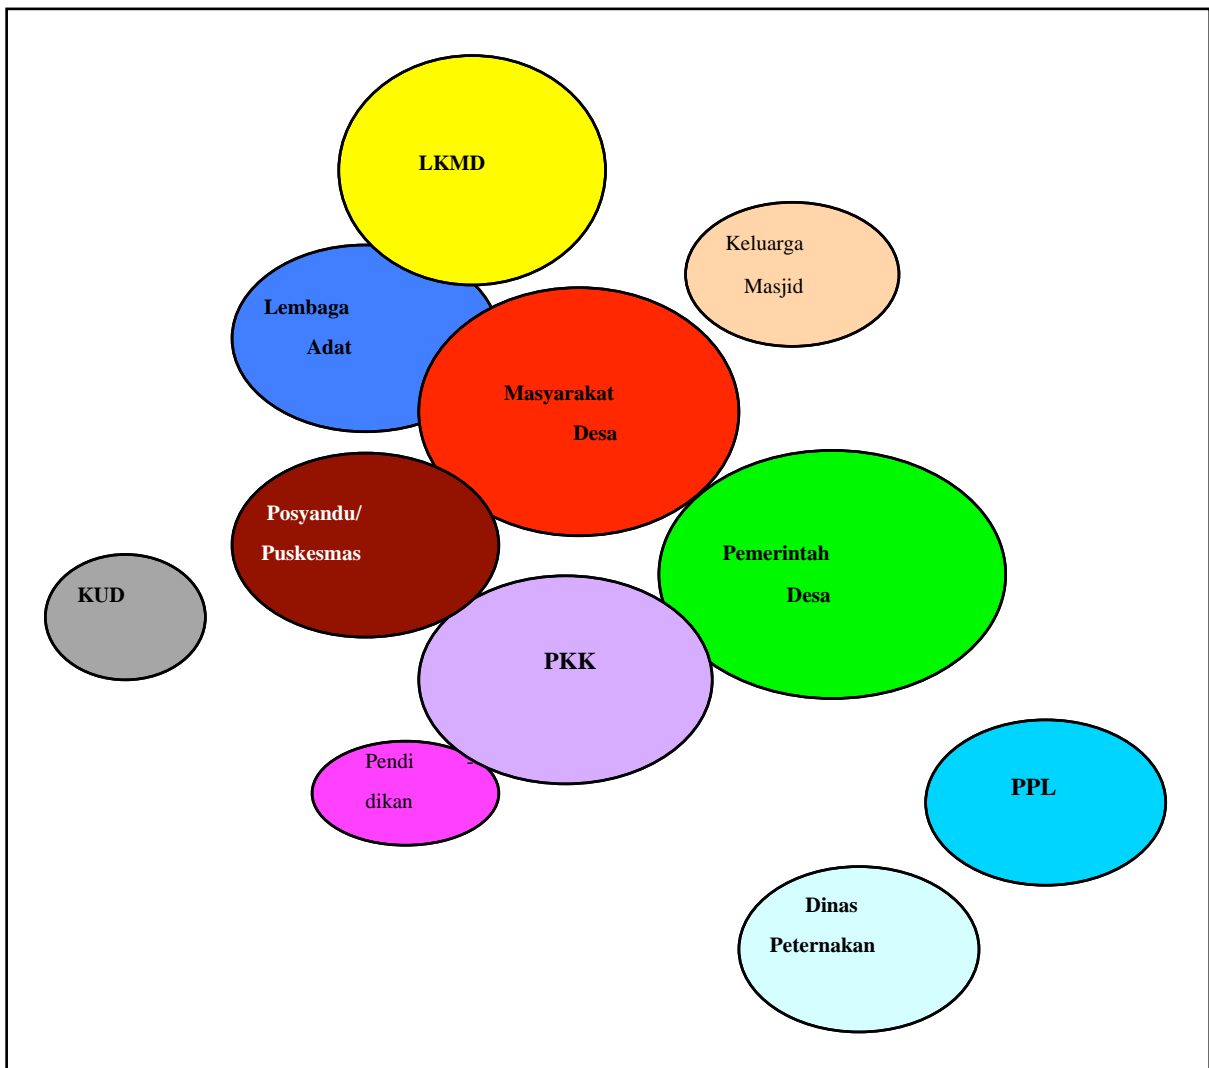 LKMD
Keluarga
Masjid
Lembaga
Adat
Masyarakat
Desa
Posyandu/
Puskesmas
Pemerintah
Desa
KUD
PKK
Pendi -
dikan
PPL
Dinas
Peternakan